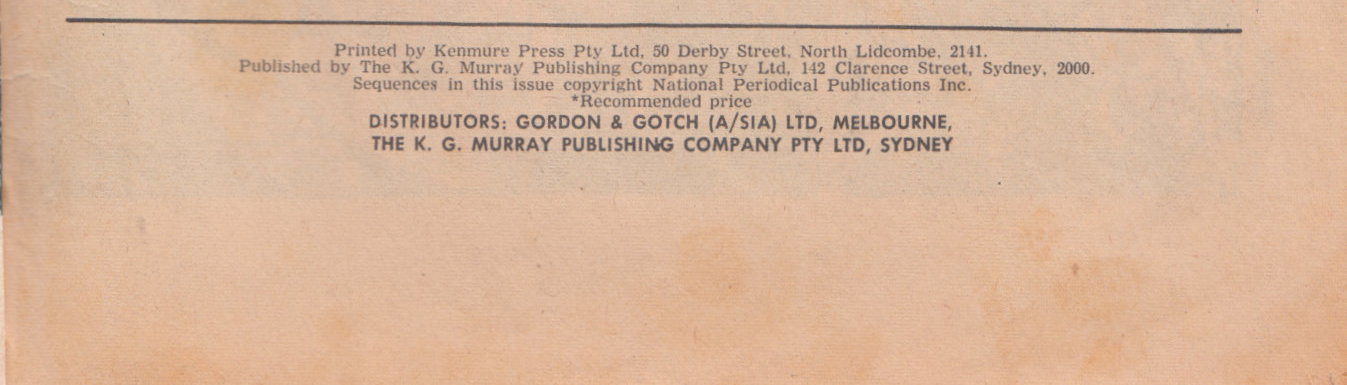 Printed by Kenmure Press Pty Ltd, 50 Derby Street, North Lidcombe, 2141.
Published by The K. G. Murray Publishing Company Pty Ltd, 142 Clarence Street, Sydney, 2000.
Sequences in this issue copyright National Periodical Publications Inc.
*Recommended price
DISTRIBUTORS: GORDON & GOTCH (A/SIA) LTD, MELBOURNE,
THE K. G. MURRAY PUBLISHING COMPANY PTY LTD, SYDNEY